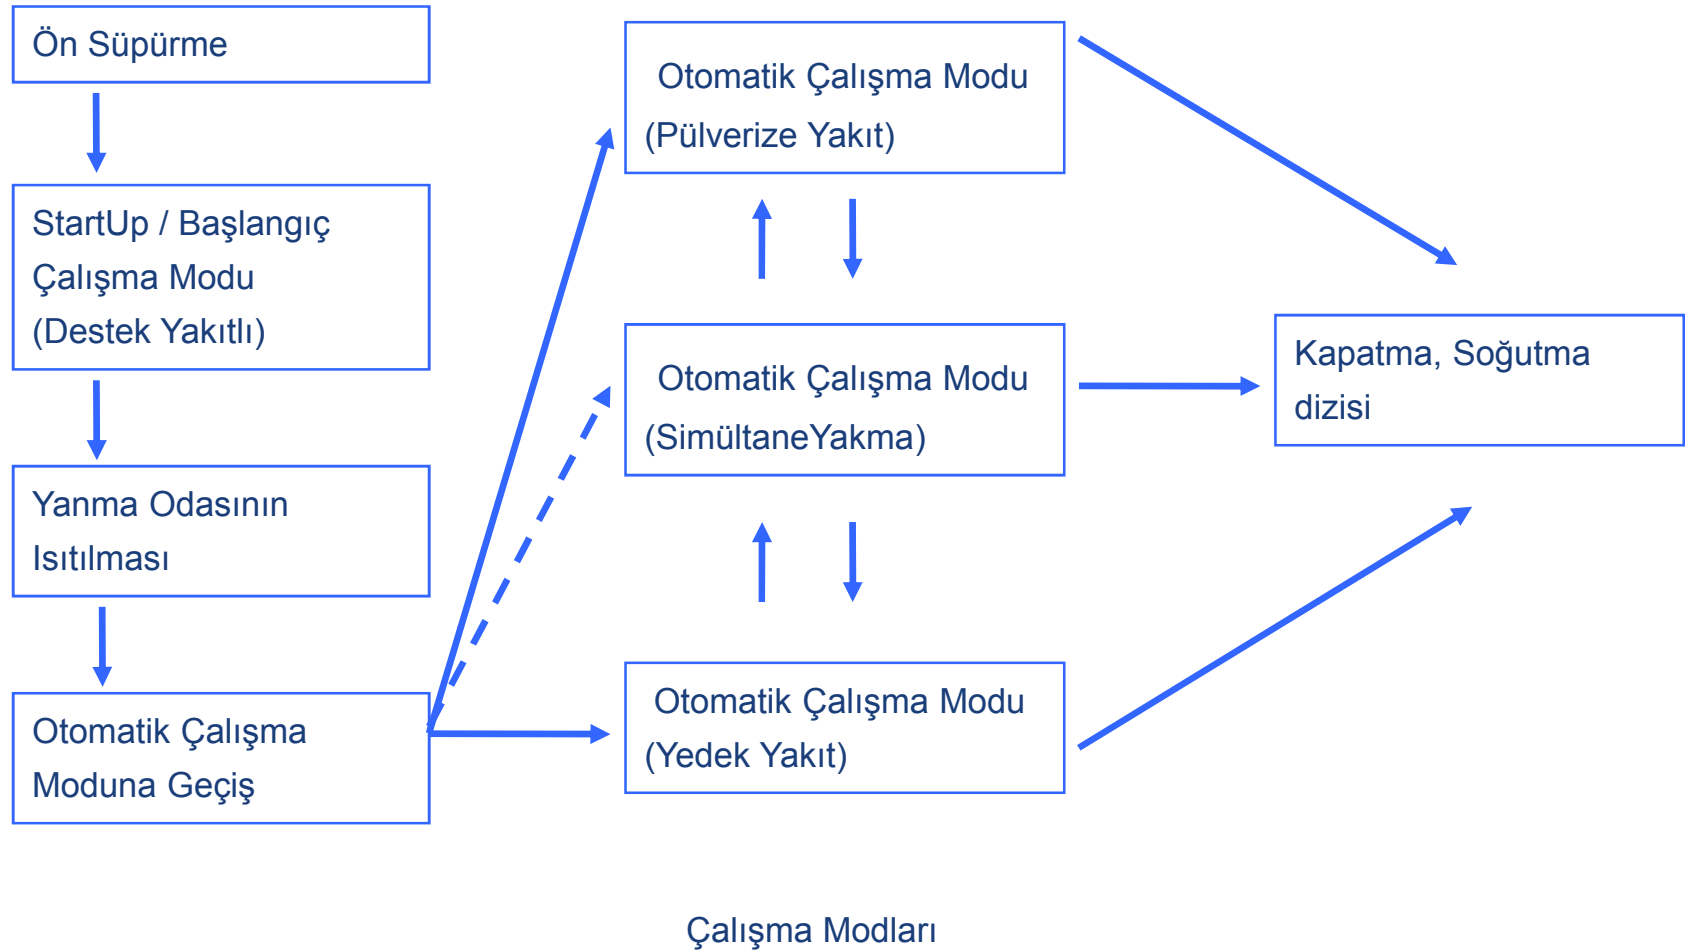 Ön Süpürme
StartUp / Başlangıç
Çalışma Modu
(Destek Yakıtlı)
Yanma Odasının
Isıtılması
Otomatik Çalışma
Moduna Geçiş
Otomatik Çalışma Modu
(Pülverize Yakıt)
Otomatik Çalışma Modu
(SimültaneYakma)
Otomatik Çalışma Modu
(Yedek Yakıt)
Kapatma, Soğutma
dizisi
Çalışma Modları